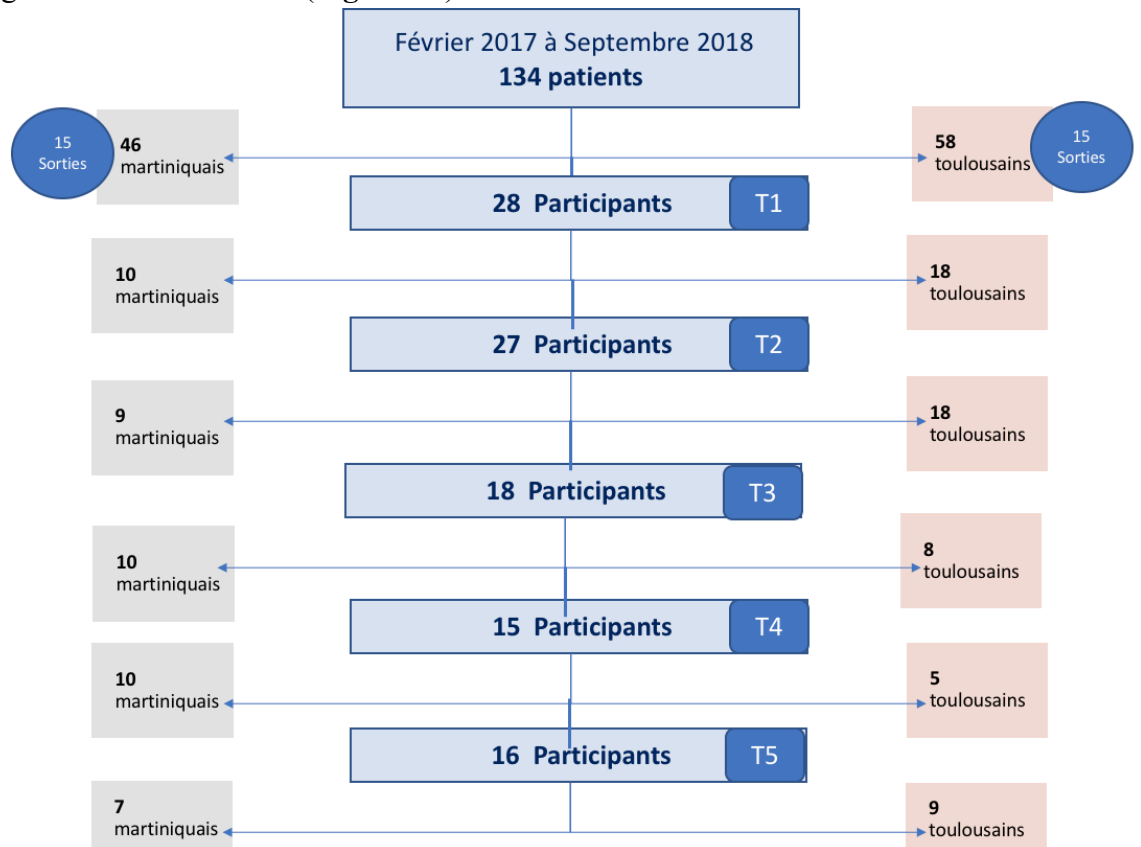 Février 2017 à Septembre 2018
134 patients
15
Sorties
46
martiniquais
58
toulousains
15
Sorties
28 Participants
T1
10
martiniquais
18
toulousains
27 Participants
T2
9
martiniquais
18
toulousains
18 Participants
T3
10
martiniquais
8
toulousains
15 Participants
T4
10
martiniquais
5
toulousains
16 Participants
T5
7
martiniquais
9
toulousains